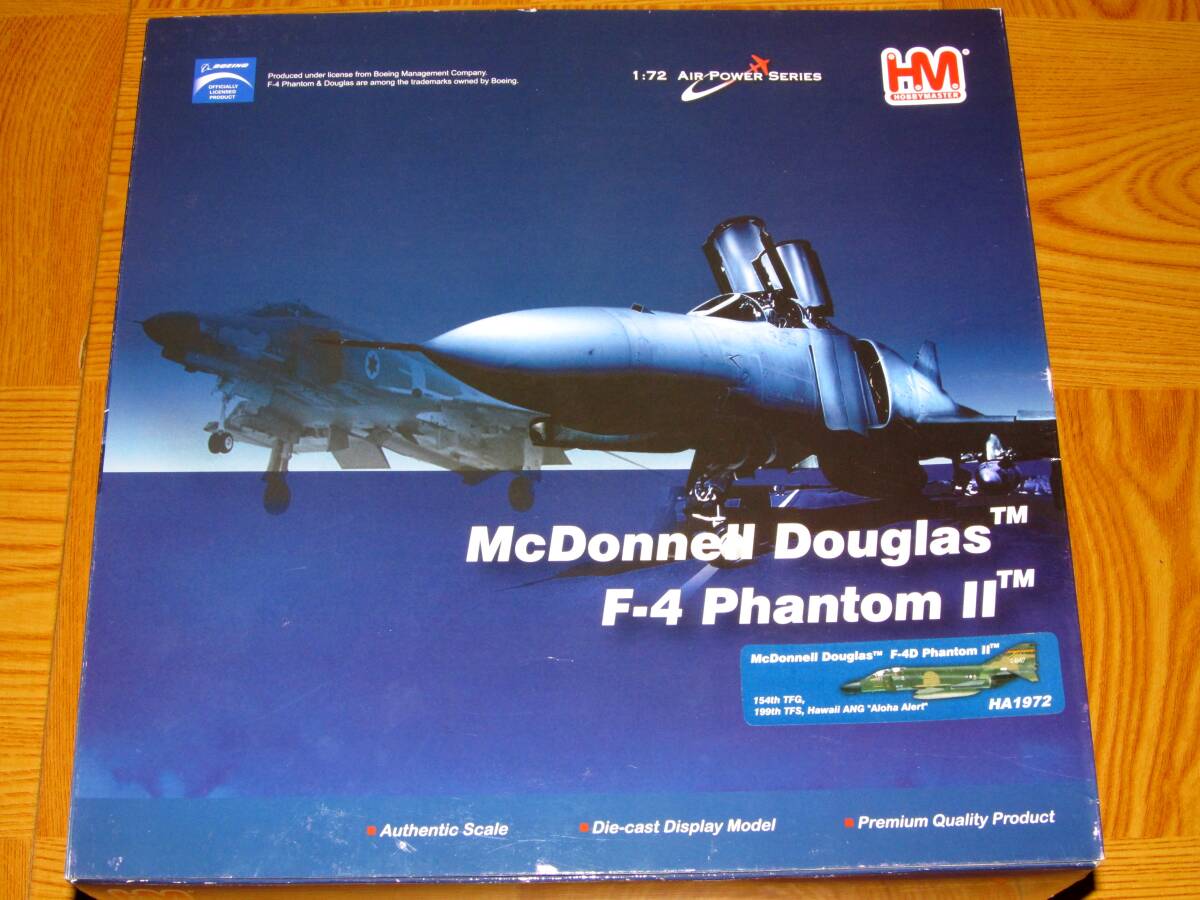 BOEING
OFFICIALLY
LICENSED
PRODUCT
Produced under license from Boeing Management Company.
F-4 Phantom & Douglas are among the trademarks owned by Boeing.
1:72 AIR POWER SERIES
HM®
HOBBYMASTER
McDonnell Douglas™
F-4 Phantom II™
McDonnell Douglas™ F-4D Phantom II™
154th TFG,
199th TFS, Hawaii ANG "Aloha Alert"
HA1972
Authentic Scale
Die-cast Display Model
Premium Quality Product